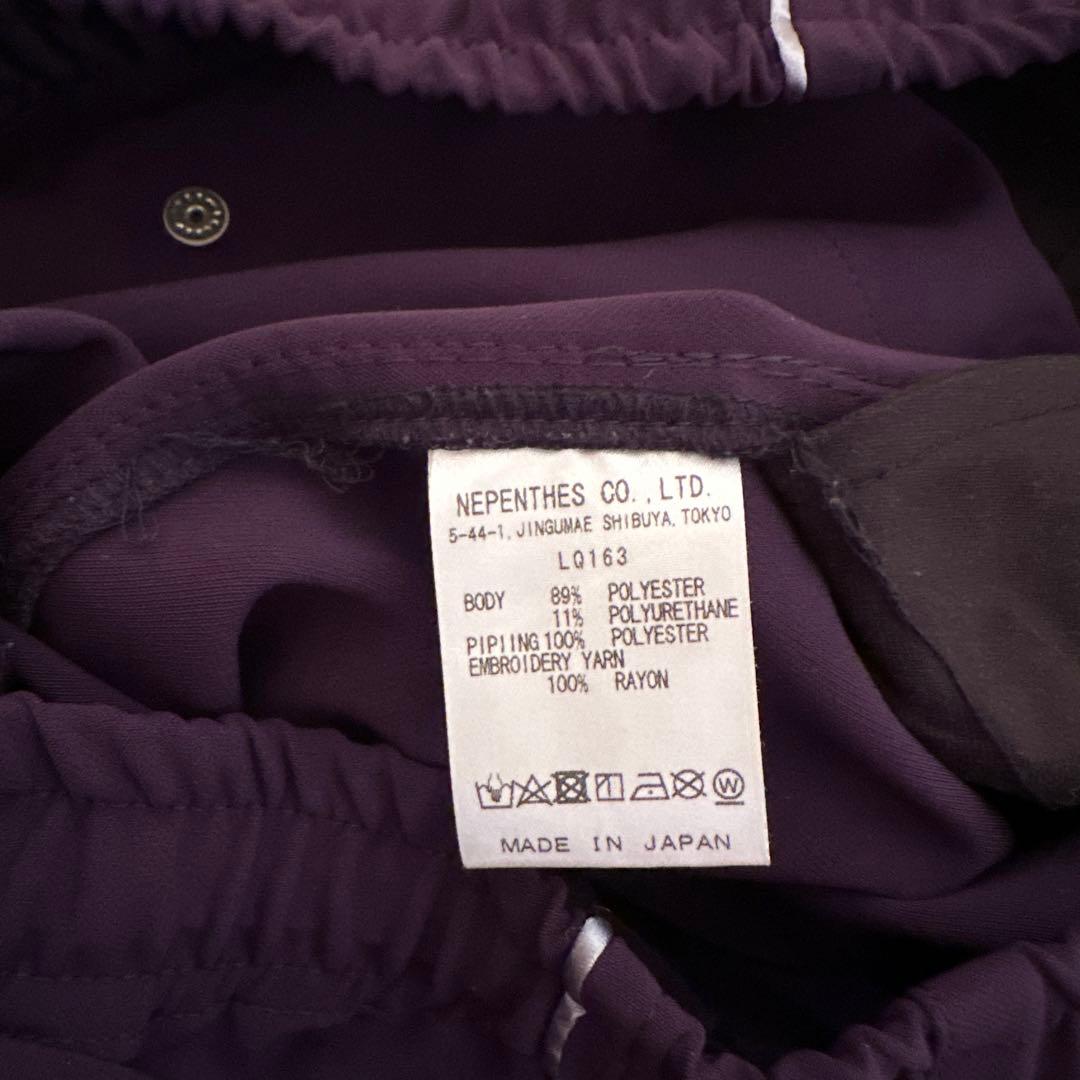 NEPENTHES CO., LTD.
5-44-1, JINGUMAE SHIBUYA, TOKYO
LQ163
BODY 89% POLYESTER
11% POLYURETHANE
PIPIING 100% POLYESTER
EMBROIDERY YARN
100% RAYON
W
MADE IN JAPAN